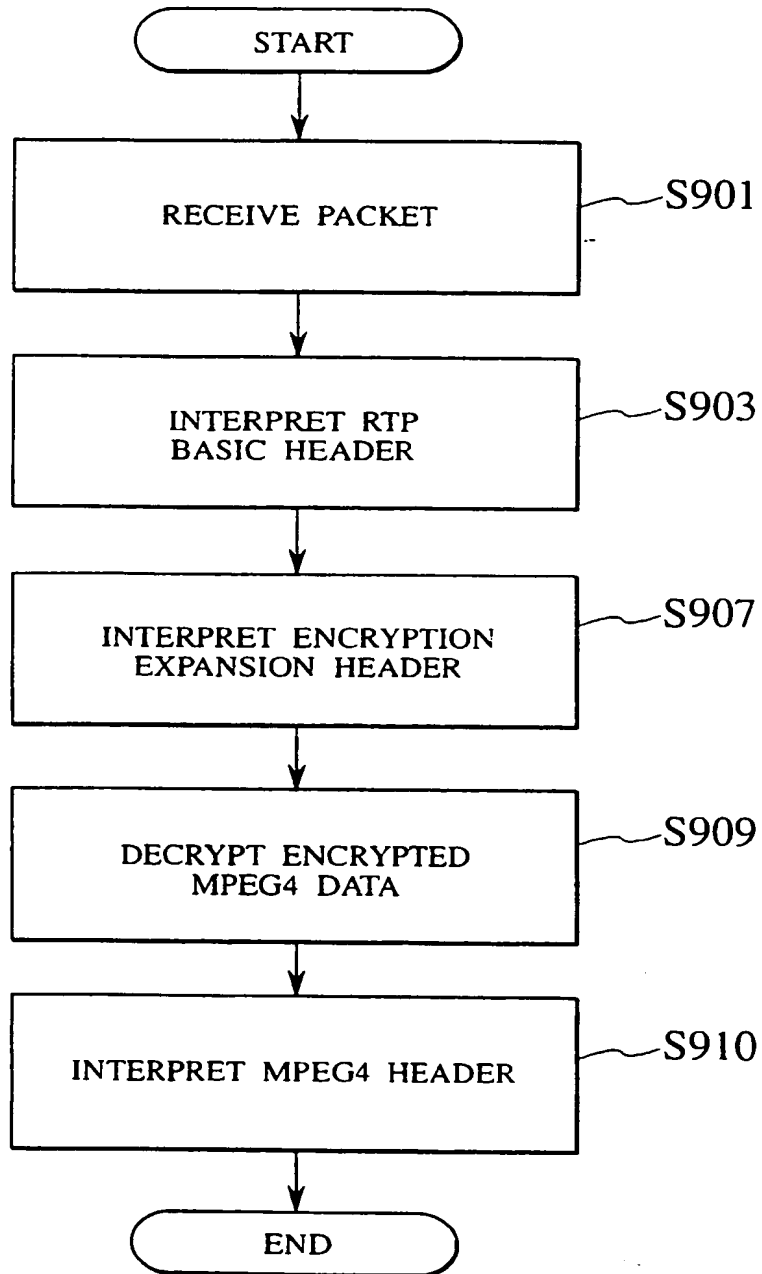 START
RECEIVE PACKET
S901
INTERPRET RTP
BASIC HEADER
S903
INTERPRET ENCRYPTION
EXPANSION HEADER
S907
DECRYPT ENCRYPTED
MPEG4 DATA
S909
INTERPRET MPEG4 HEADER
S910
END